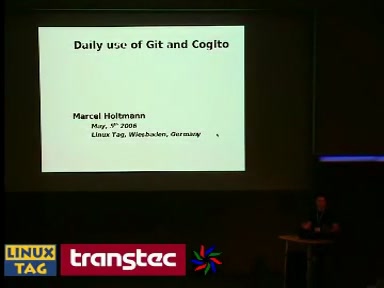 Daily use of Git and Cogito
Marcel Holtmann
May, 5th 2006
Linux Tag, Wiesbaden, Germany
LINUX
TAG
transtec